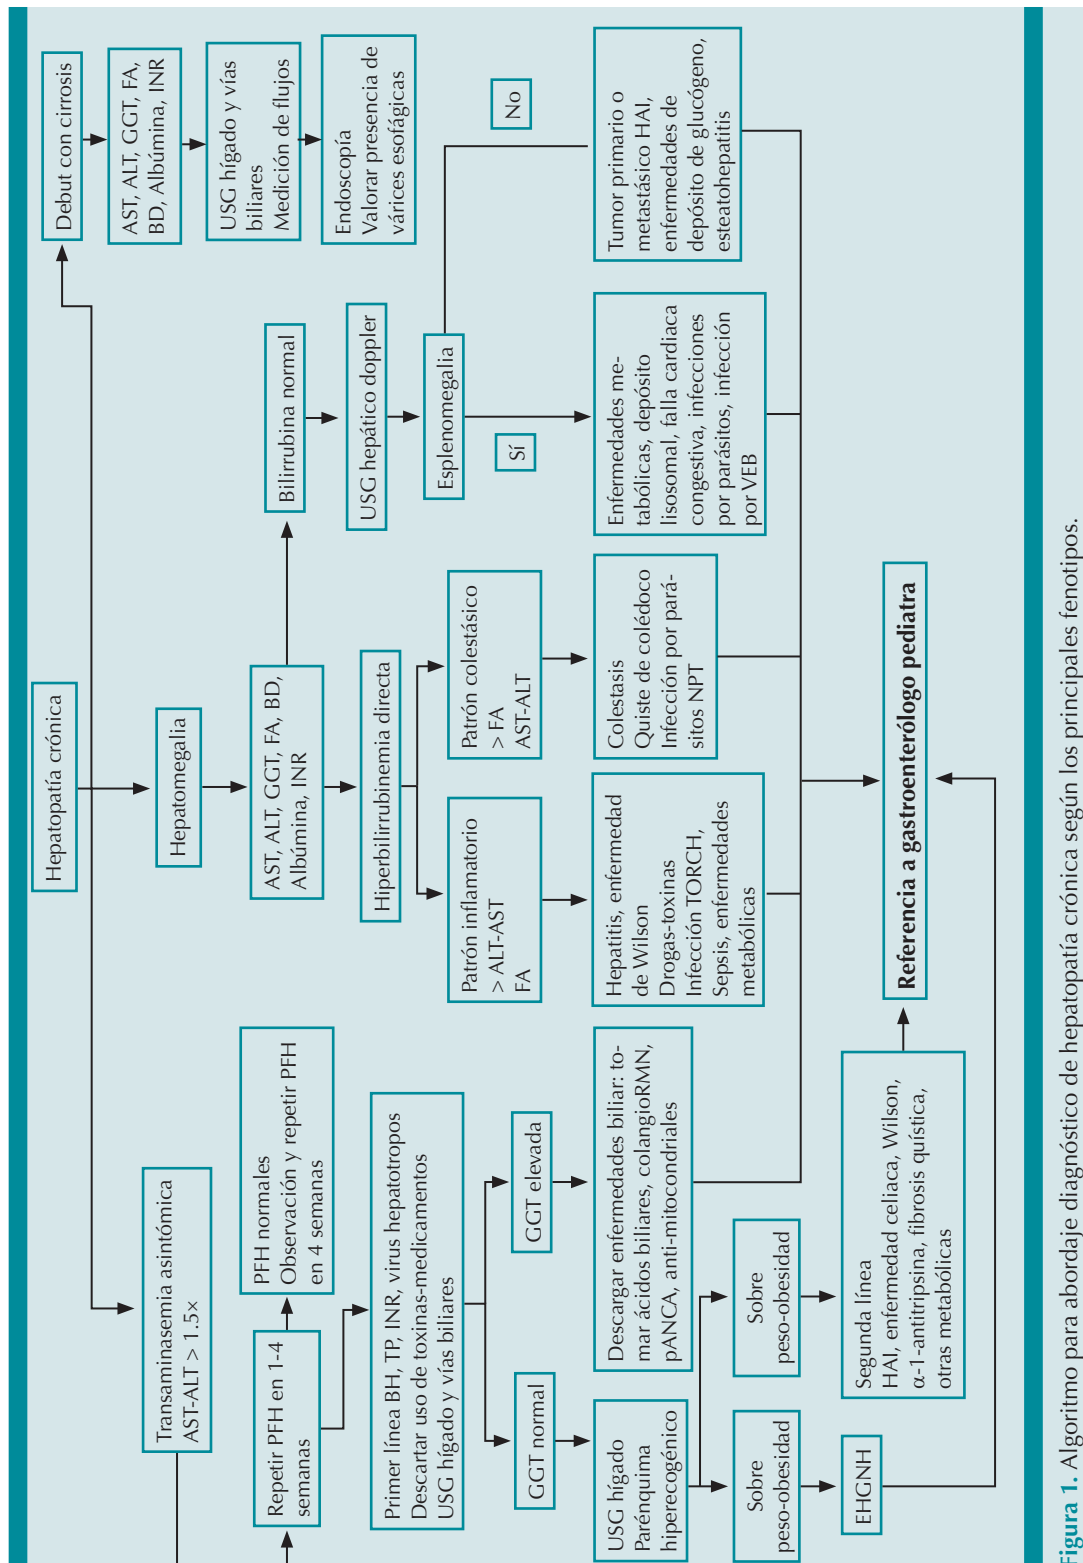 Hepatopatía crónica
Transaminasemia asintómica
AST-ALT > 1.5×
Repetir PFH en 1-4
semanas
PFH normales
Observación y repetir PFH
en 4 semanas
Primer línea BH, TP, INR, virus hepatotropos
Descartar uso de toxinas-medicamentos
USG hígado y vías biliares
GGT normal
GGT elevada
USG hígado
Parénquima
hiperecogénico
Descargar enfermedades biliar: to-
mar ácidos biliares, colangioRMN,
pANCA, anti-mitocondriales
Sobre
peso-obesidad
Sobre
peso-obesidad
EHGNH
Segunda línea
HAI, enfermedad celiaca, Wilson,
α-1-antitripsina, fibrosis quística,
otras metabólicas
Hepatomegalia
AST, ALT, GGT, FA, BD,
Albúmina, INR
Hiperbilirrubinemia directa
Patrón inflamatorio
> ALT-AST
FA
Patrón colestásico
> FA
AST-ALT
Hepatitis, enfermedad
de Wilson
Drogas-toxinas
Infección TORCH,
Sepsis, enfermedades
metabólicas
Colestasis
Quiste de colédoco
Infección por pará-
sitos NPT
Bilirrubina normal
USG hepático doppler
Esplenomegalia
Sí
No
Enfermedades me-
tabólicas, depósito
lisosomal, falla cardiaca
congestiva, infecciones
por parásitos, infección
por VEB
Tumor primario o
metastásico HAI,
enfermedades de
depósito de glucógeno,
esteatohepatitis
Debut con cirrosis
AST, ALT, GGT, FA,
BD, Albúmina, INR
USG hígado y vías
biliares
Medición de flujos
Endoscopía
Valorar presencia de
várices esofágicas
Referencia a gastroenterólogo pediatra
Figura 1. Algoritmo para abordaje diagnóstico de hepatopatía crónica según los principales fenotipos.